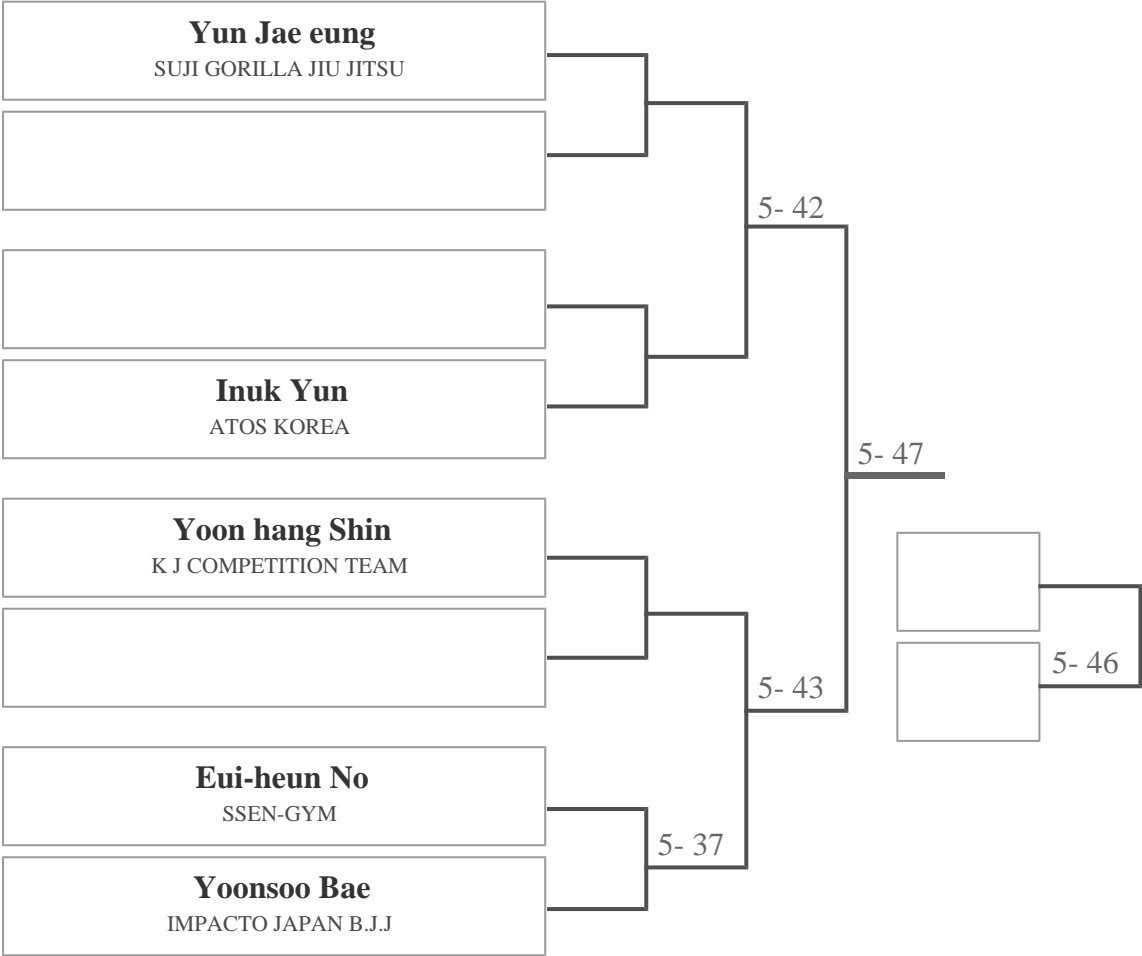 Yun Jae eung
SUJI GORILLA JIU JITSU
5- 42
Inuk Yun
ATOS KOREA
5- 47
Yoon hang Shin
K J COMPETITION TEAM
5- 46
5- 43
Eui-heun No
SSEN-GYM
5- 37
Yoonsoo Bae
IMPACTO JAPAN B.J.J